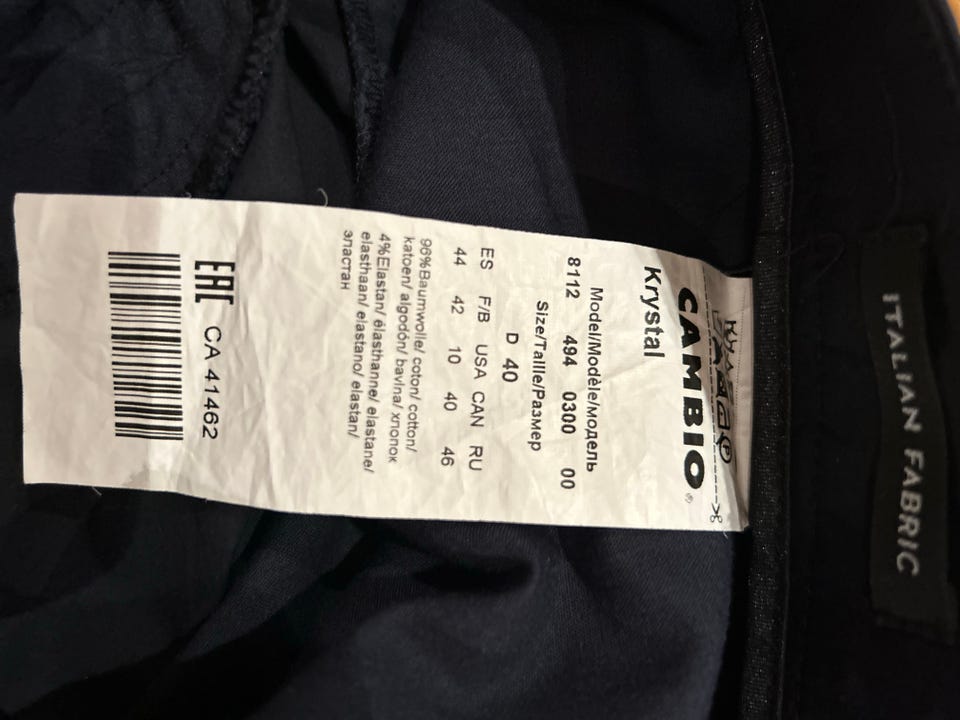 ITALIAN FABRIC
CAMBIO®
Krystal
Model/Modèle/модель
8112 494 0300 00
Size/Taille/Размер
D 40
ES F/B USA CAN RU
44 42 10 40 46
96%Baumwolle/ coton/ cotton/
katoen/ algodón/ bavlna/ хлопок
4%Elastan/ élasthanne/ elastane/
elasthaan/ elastano/ elastan/
эластан
EAC CA 41462